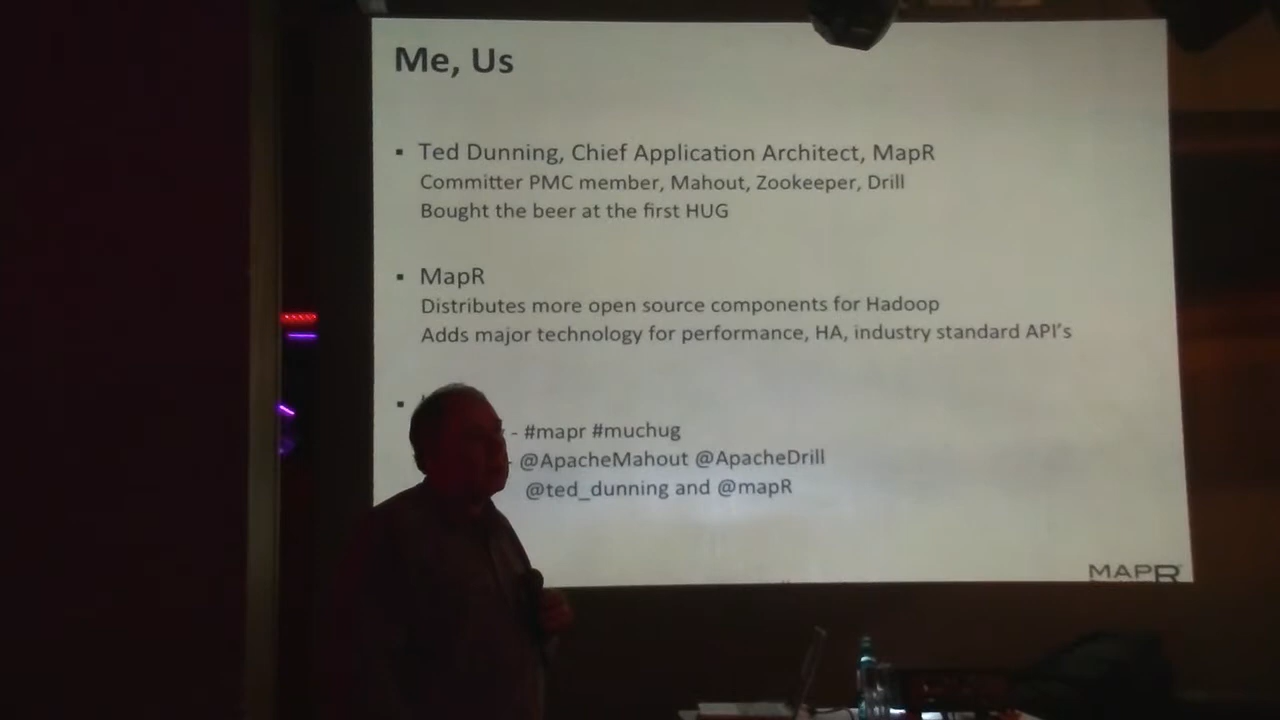 Me, Us
▪ Ted Dunning, Chief Application Architect, MapR
Committer PMC member, Mahout, Zookeeper, Drill
Bought the beer at the first HUG
▪ MapR
Distributes more open source components for Hadoop
Adds major technology for performance, HA, industry standard API's
▪
- #mapr #muchug
- @ApacheMahout @ApacheDrill
@ted_dunning and @mapR
MAPR